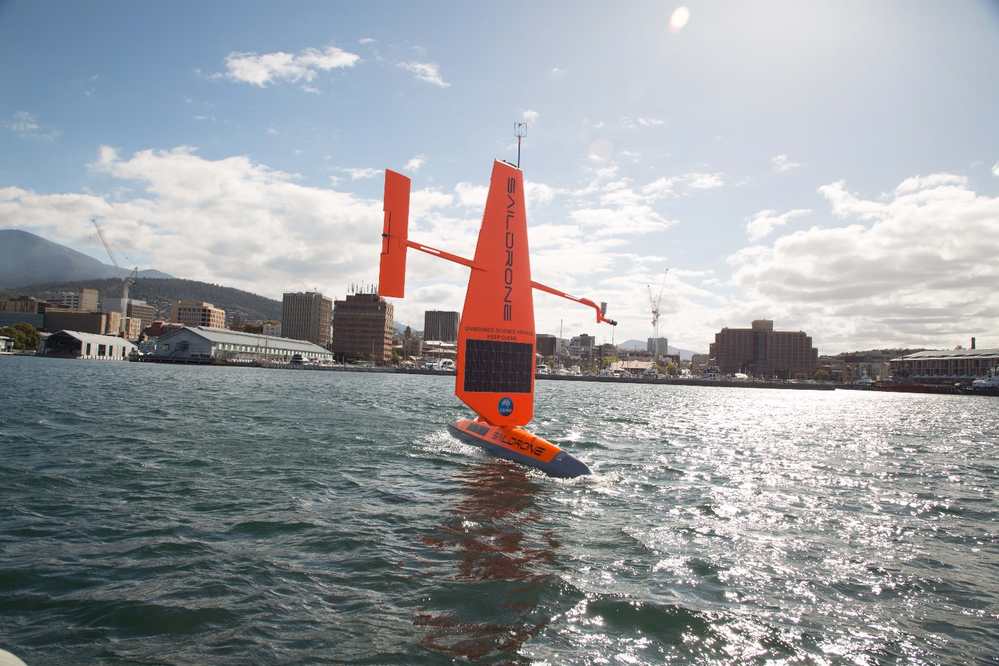 SAILDRONE
UNMANNED SCIENCE VEHICLE
KEEP CLEAR
CSIRO
SAILDRONE